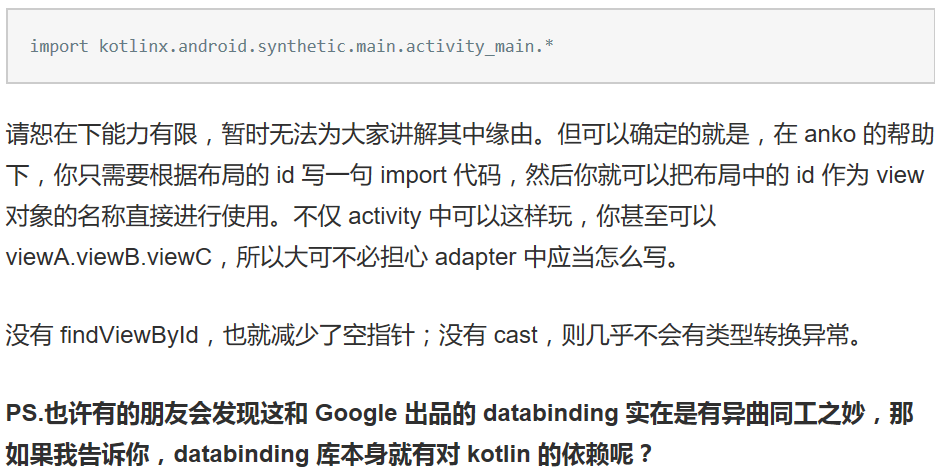 import kotlinx.android.synthetic.main.activity_main.*
请恕在下能力有限，暂时无法为大家讲解其中缘由。但可以确定的就是，在 anko 的帮助
下，你只需要根据布局的 id 写一句 import 代码，然后你就可以把布局中的 id 作为 view
对象的名称直接进行使用。不仅 activity 中可以这样玩，你甚至可以
viewA.viewB.viewC，所以大可不必担心 adapter 中应当怎么写。
没有 findViewById，也就减少了空指针；没有 cast，则几乎不会有类型转换异常。
PS.也许有的朋友会发现这和 Google 出品的 databinding 实在是有异曲同工之妙，那
如果我告诉你，databinding 库本身就有对 kotlin 的依赖呢？